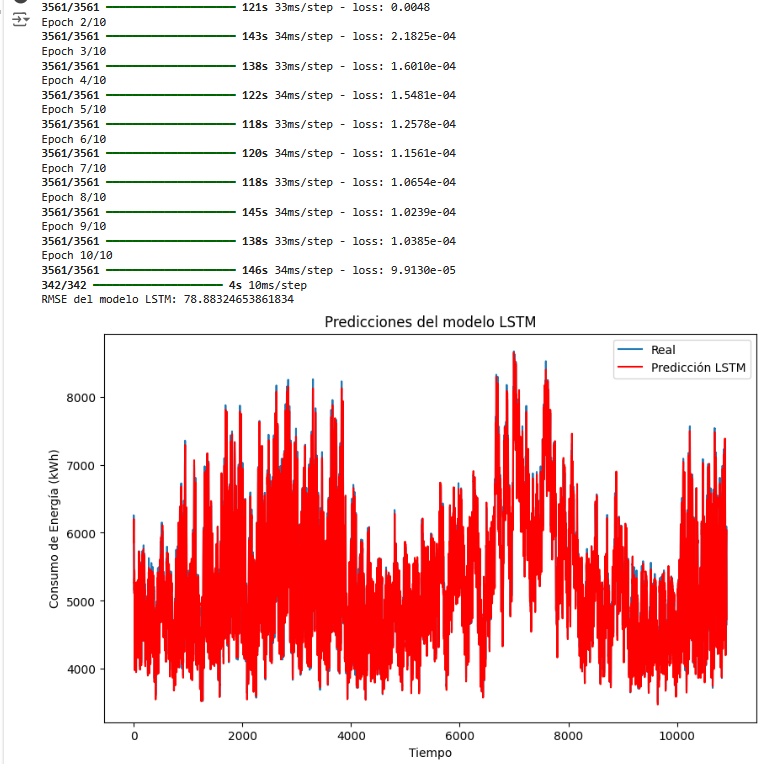 3561/3561 121s 33ms/step - loss: 0.0048
Epoch 2/10
3561/3561 143s 34ms/step - loss: 2.1825e-04
Epoch 3/10
3561/3561 138s 33ms/step - loss: 1.6010e-04
Epoch 4/10
3561/3561 122s 34ms/step - loss: 1.5481e-04
Epoch 5/10
3561/3561 118s 33ms/step - loss: 1.2578e-04
Epoch 6/10
3561/3561 120s 34ms/step - loss: 1.1561e-04
Epoch 7/10
3561/3561 118s 33ms/step - loss: 1.0654e-04
Epoch 8/10
3561/3561 145s 34ms/step - loss: 1.0239e-04
Epoch 9/10
3561/3561 138s 33ms/step - loss: 1.0385e-04
Epoch 10/10
3561/3561 146s 34ms/step - loss: 9.9130e-05
342/342 4s 10ms/step
RMSE del modelo LSTM: 78.88324653861834
Predicciones del modelo LSTM
Real
Predicción LSTM
Consumo de Energía (kWh)
8000
7000
6000
5000
4000
0 2000 4000 6000 8000 10000
Tiempo